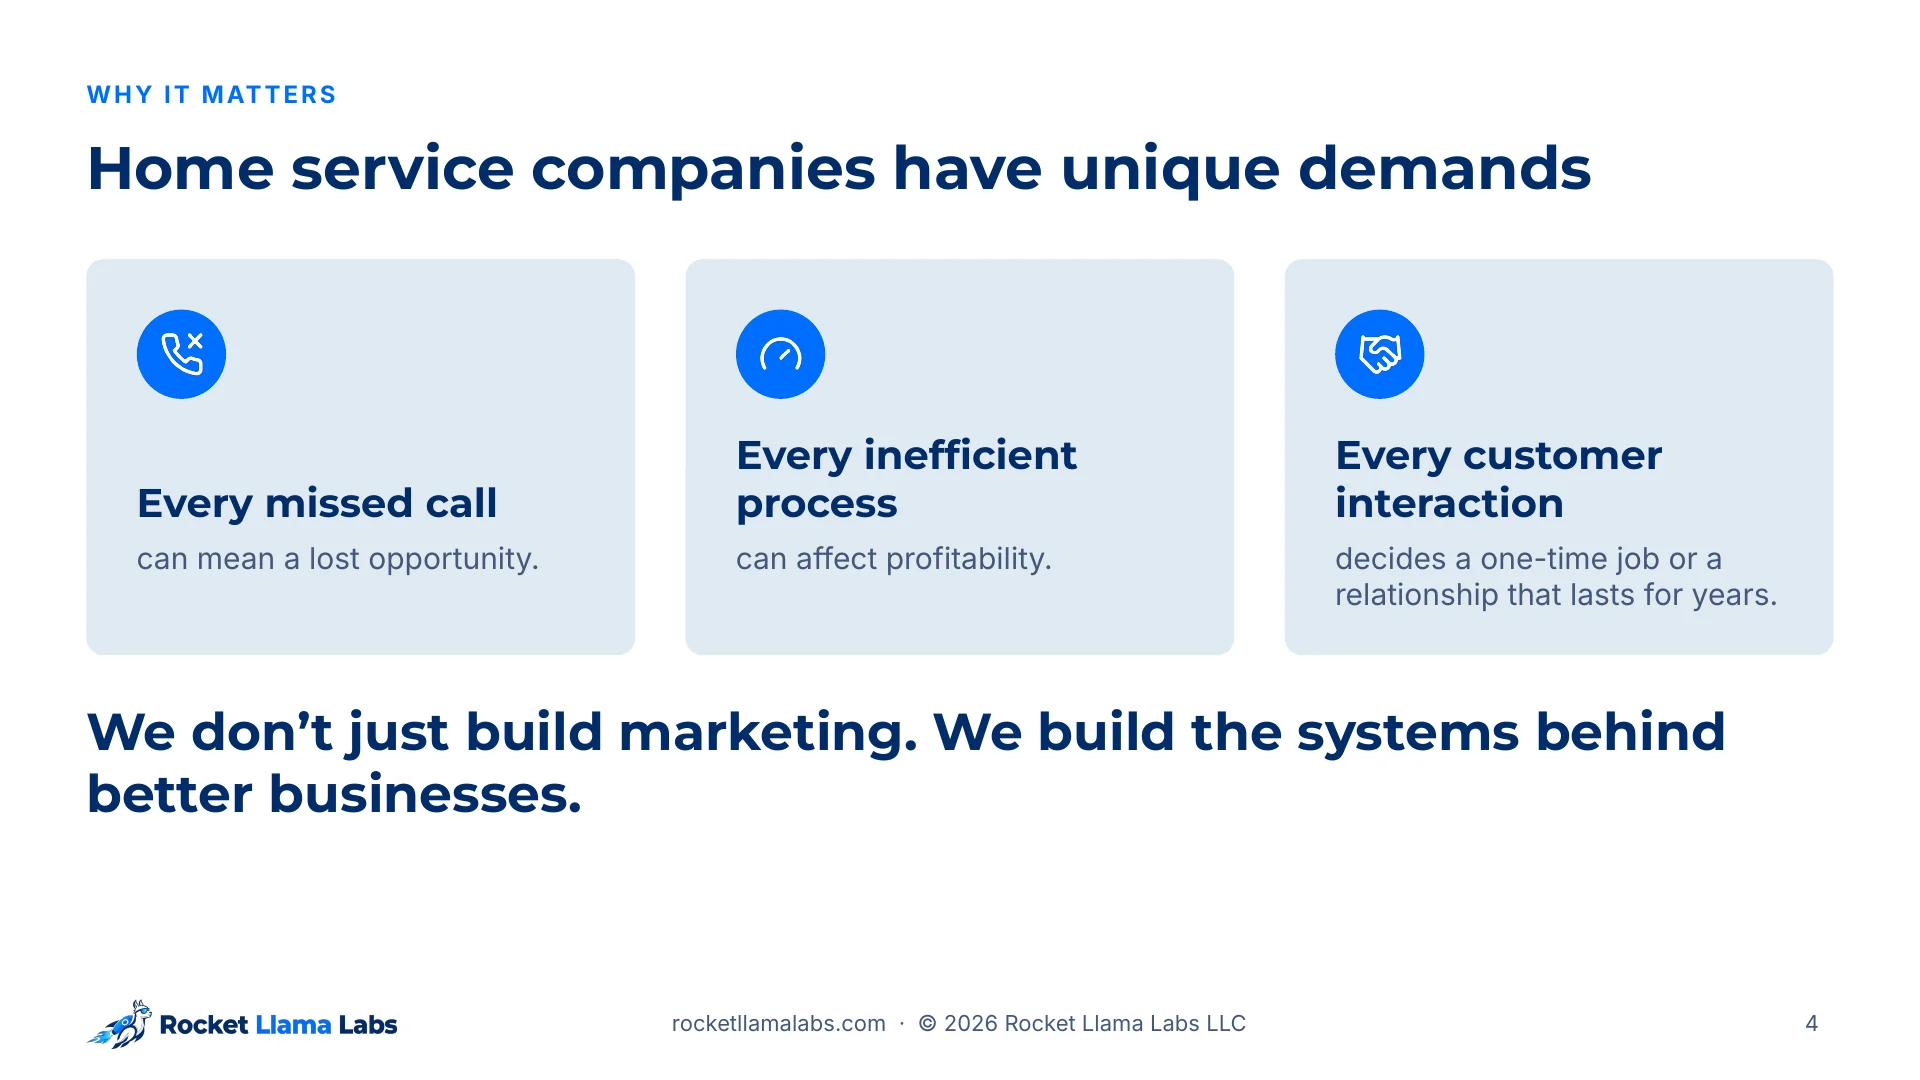 WHY IT MATTERS
Home service companies have unique demands
Every missed call
can mean a lost opportunity.
Every inefficient
process
can affect profitability.
Every customer
interaction
decides a one-time job or a
relationship that lasts for years.
We don’t just build marketing. We build the systems behind
better businesses.
Rocket Llama Labs
rocketllamalabs.com · © 2026 Rocket Llama Labs LLC
4